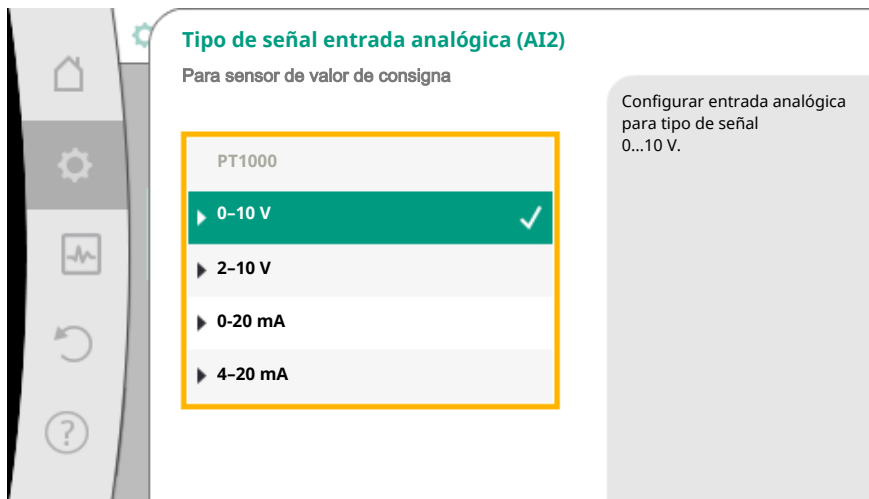 Tipo de señal entrada analógica (AI2)
Para sensor de valor de consigna
PT1000
0–10 V
2–10 V
0-20 mA
4–20 mA
Configurar entrada analógica
para tipo de señal
0...10 V.
?